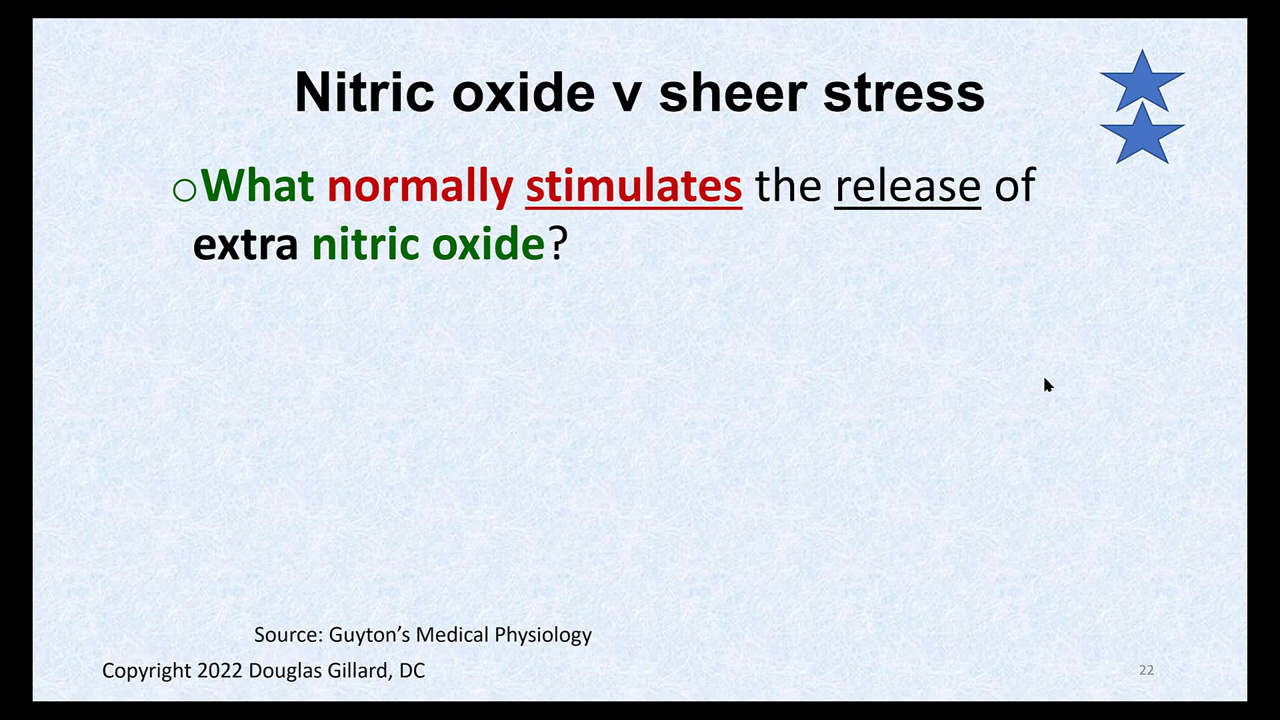 Nitric oxide v sheer stress
○What normally stimulates the release of
extra nitric oxide?
Source: Guyton’s Medical Physiology
Copyright 2022 Douglas Gillard, DC
22